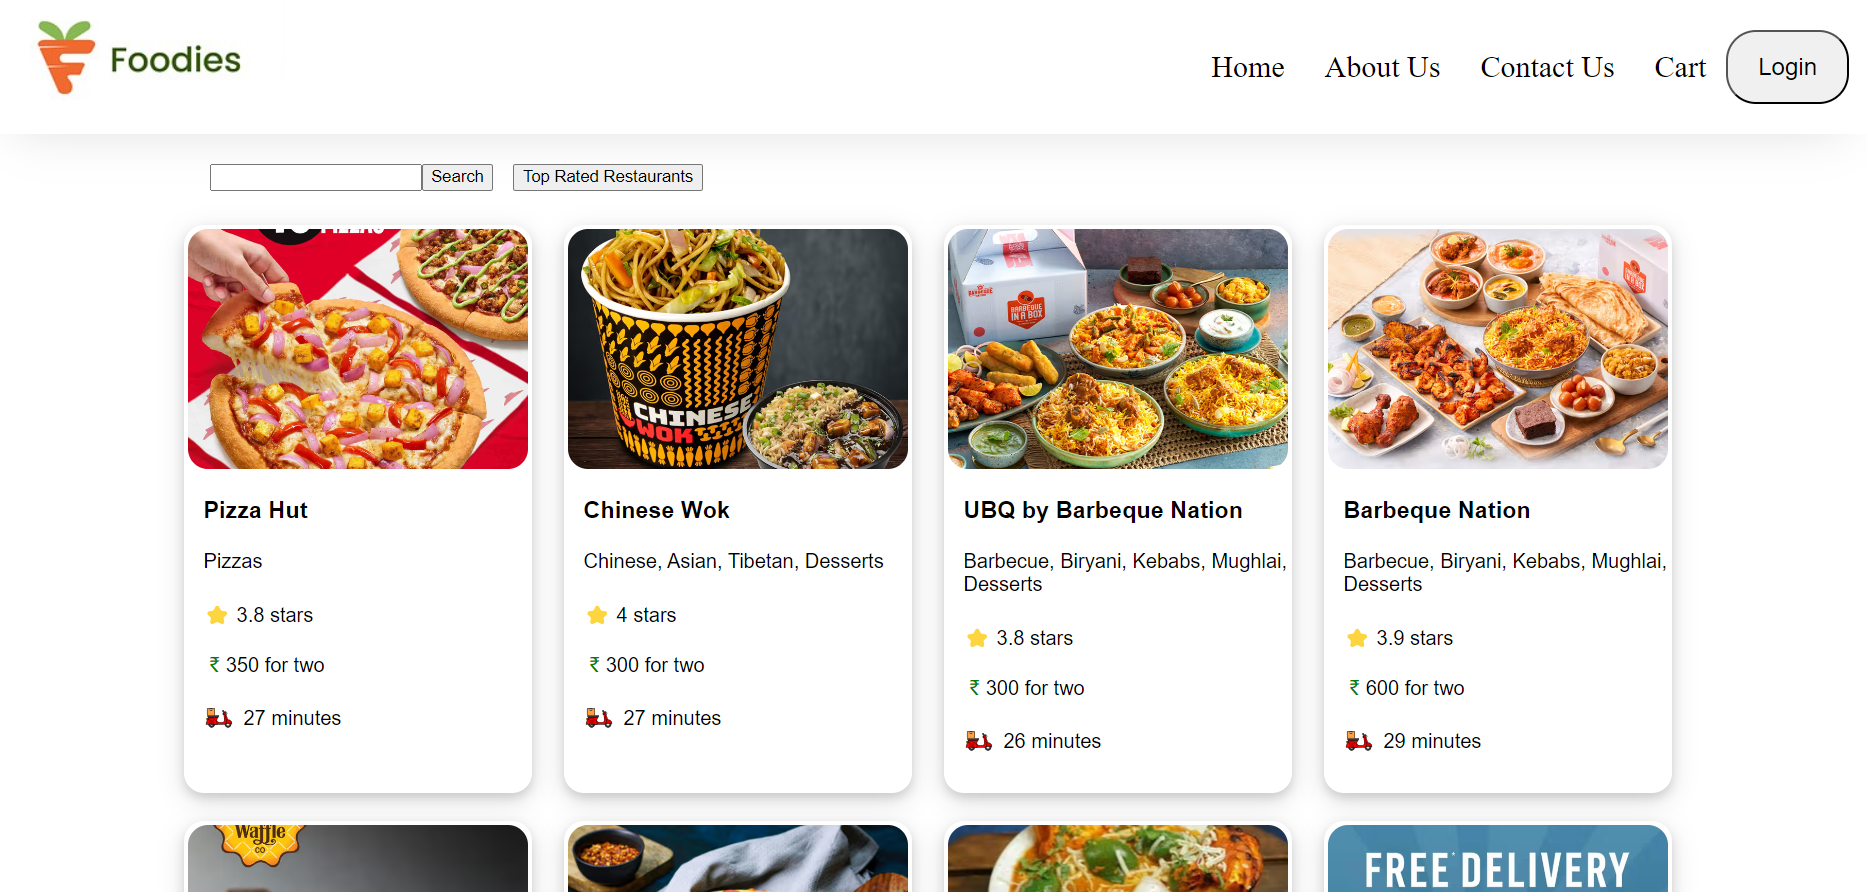 Foodies
Home About Us Contact Us Cart Login
Search Top Rated Restaurants
CHINESE
WOK
BARBEQUE
IN A BOX
Pizza Hut
Pizzas
3.8 stars
₹ 350 for two
27 minutes
Chinese Wok
Chinese, Asian, Tibetan, Desserts
4 stars
₹ 300 for two
27 minutes
UBQ by Barbeque Nation
Barbecue, Biryani, Kebabs, Mughlai,
Desserts
3.8 stars
₹ 300 for two
26 minutes
Barbeque Nation
Barbecue, Biryani, Kebabs, Mughlai,
Desserts
3.9 stars
₹ 600 for two
29 minutes
Waffle
CO
FREE DELIVERY